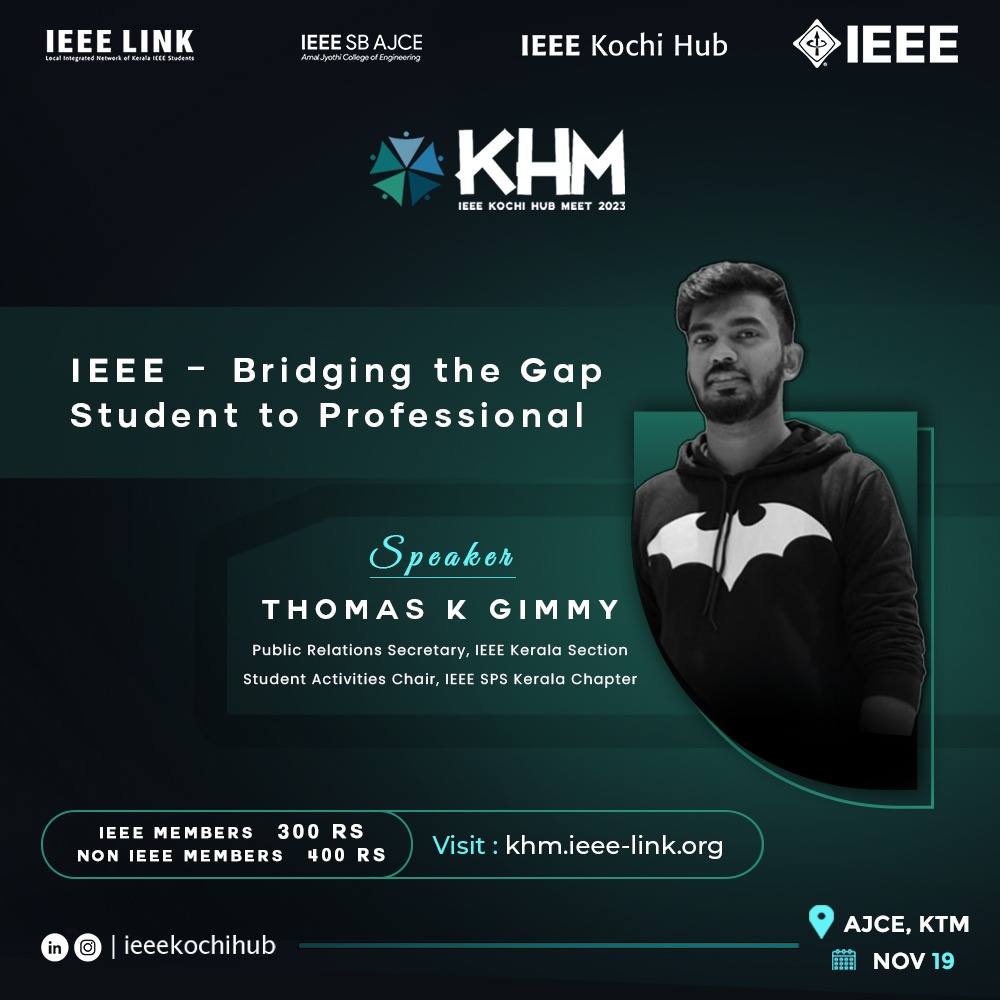 IEEE LINK
Local Integrated Network of Kerala IEEE Students
IEEE SB AJCE
Amal Jyothi College of Engineering
IEEE Kochi Hub
IEEE
KHM
IEEE KOCHI HUB MEET 2023
IEEE - Bridging the Gap
Student to Professional
Speaker
THOMAS K GIMMY
Public Relations Secretary, IEEE Kerala Section
Student Activities Chair, IEEE SPS Kerala Chapter
IEEE MEMBERS 300 RS
NON IEEE MEMBERS 400 RS
Visit : khm.ieee-link.org
in | ieeekochihub
AJCE, KTM
NOV 19